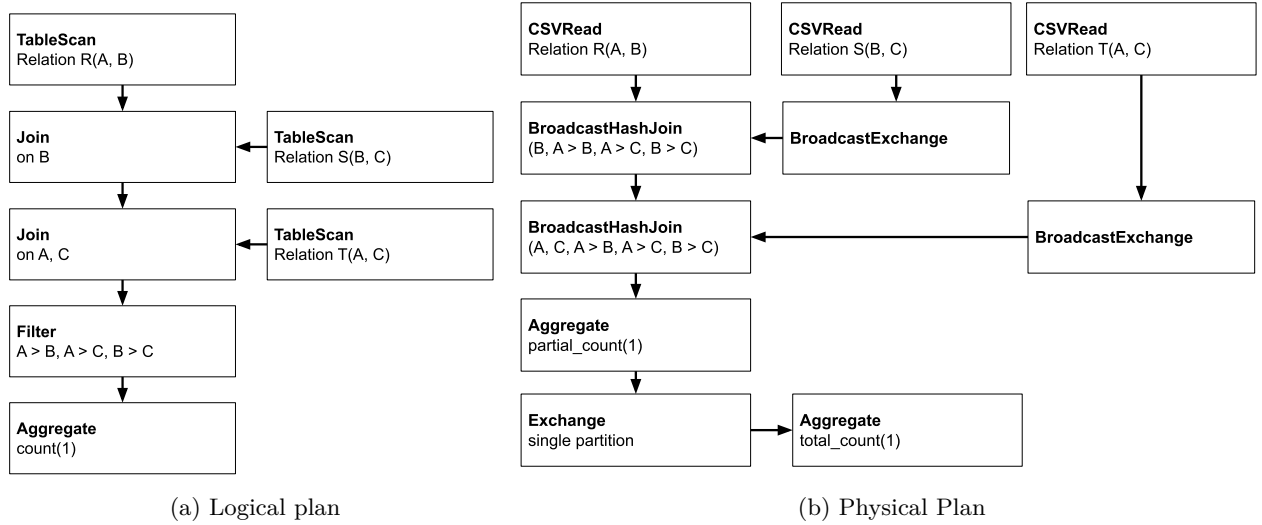 TableScan
Relation R(A, B)
Join
on B
TableScan
Relation S(B, C)
Join
on A, C
TableScan
Relation T(A, C)
Filter
A > B, A > C, B > C
Aggregate
count(1)
(a) Logical plan
CSVRead
Relation R(A, B)
CSVRead
Relation S(B, C)
CSVRead
Relation T(A, C)
BroadcastHashJoin
(B, A > B, A > C, B > C)
BroadcastExchange
BroadcastHashJoin
(A, C, A > B, A > C, B > C)
BroadcastExchange
Aggregate
partial_count(1)
Exchange
single partition
Aggregate
total_count(1)
(b) Physical Plan